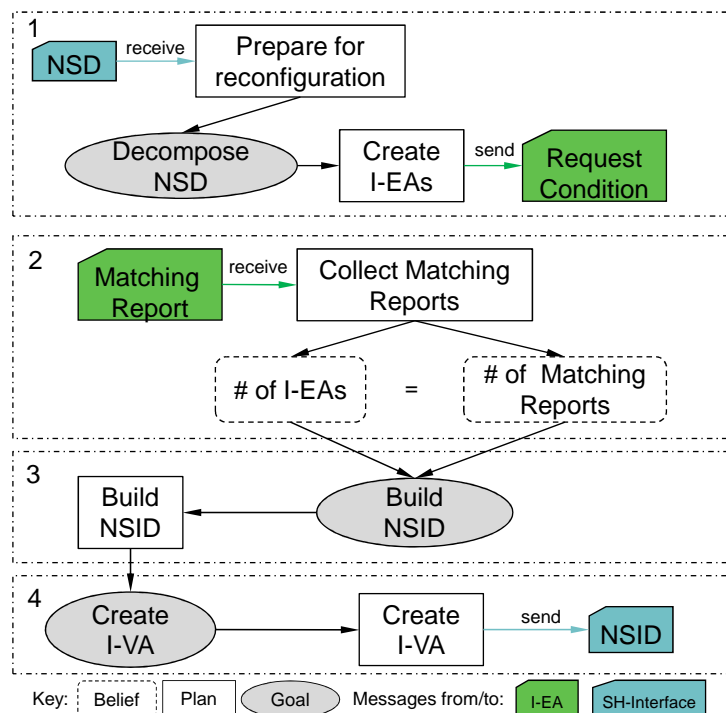 1
NSD
receive
Prepare for
reconfiguration
Decompose
NSD
Create
I-EAs
send
Request
Condition
2
Matching
Report
receive
Collect Matching
Reports
# of I-EAs
=
# of Matching
Reports
3
Build
NSID
Build
NSID
4
Create
I-VA
Create
I-VA
send
NSID
Key: Belief Plan Goal Messages from/to: I-EA SH-Interface